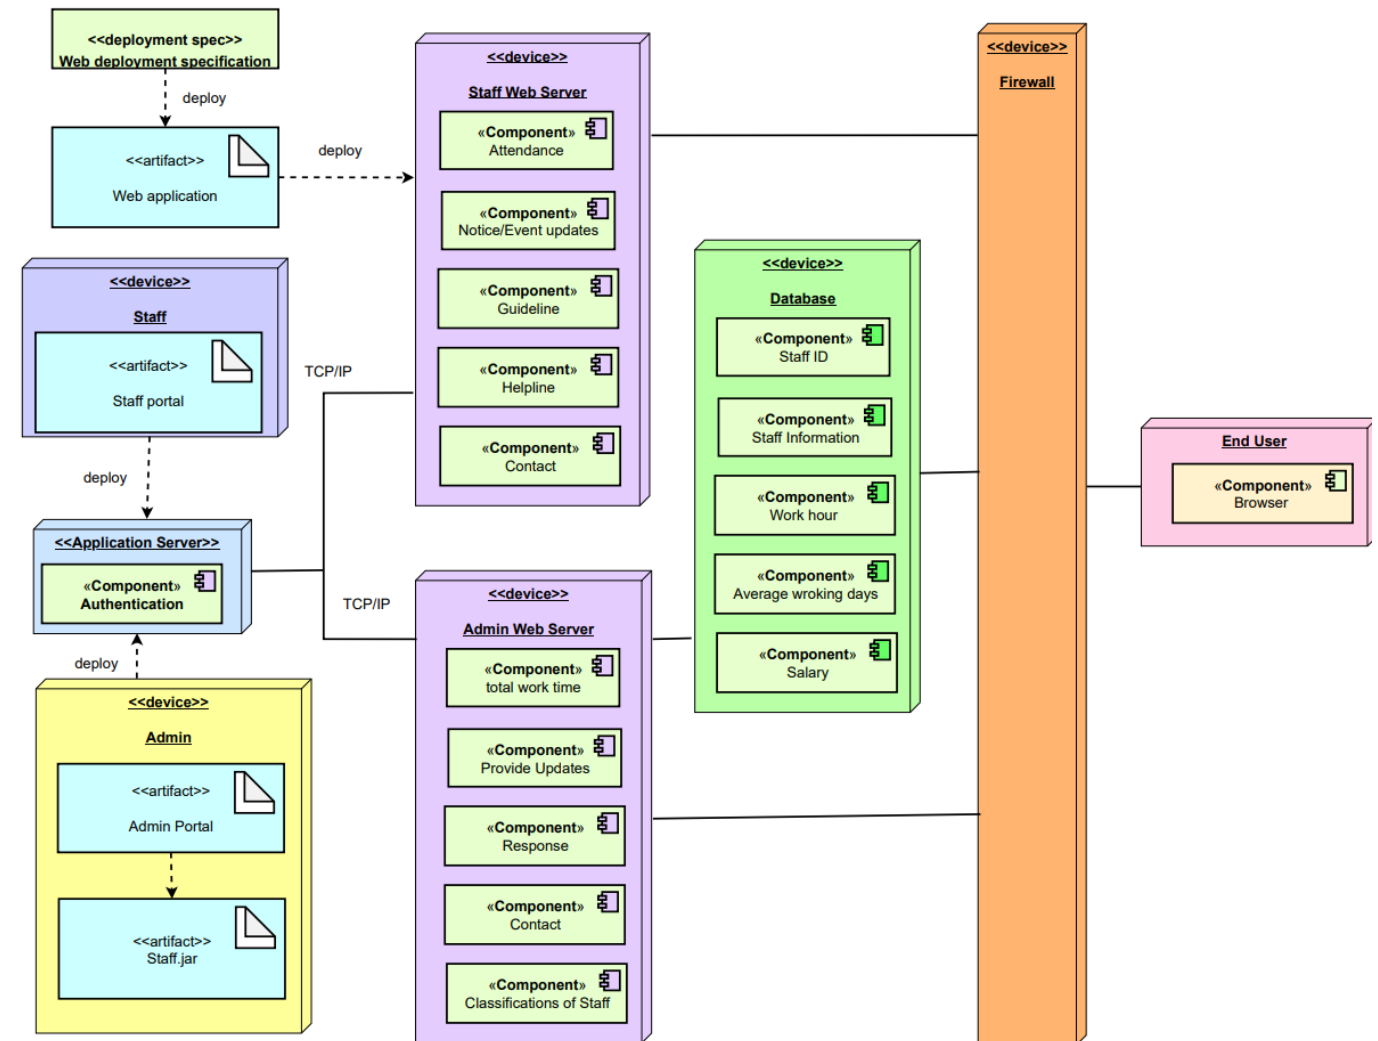 <<deployment spec>>
Web deployment specification
deploy
<<artifact>>
Web application
deploy
<<device>>
Staff
<<artifact>>
Staff portal
deploy
<<Application Server>>
«Component»
Authentication
deploy
<<device>>
Admin
<<artifact>>
Admin Portal
<<artifact>>
Staff.jar
TCP/IP
TCP/IP
<<device>>
Staff Web Server
«Component»
Attendance
«Component»
Notice/Event updates
«Component»
Guideline
«Component»
Helpline
«Component»
Contact
<<device>>
Admin Web Server
«Component»
total work time
«Component»
Provide Updates
«Component»
Response
«Component»
Contact
«Component»
Classifications of Staff
<<device>>
Database
«Component»
Staff ID
«Component»
Staff Information
«Component»
Work hour
«Component»
Average wroking days
«Component»
Salary
<<device>>
Firewall
End User
«Component»
Browser